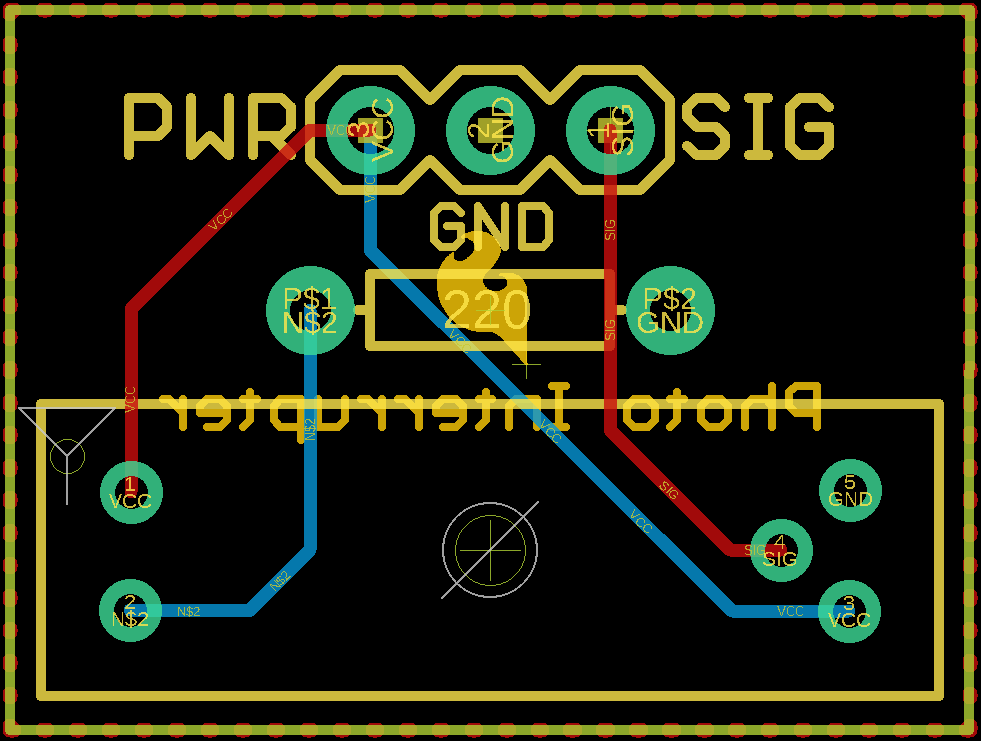 PWR
SIG
VCC
3
VCC
2
GND
1
SIG
VCC
VCC
SIG
GND
P$1
N$2
220
P$2
GND
SIG
VCC
Photo Interrupter
VCC
N$2
VCC
1
VCC
SIG
5
GND
VCC
SIG
4
SIG
N$2
2
N$2
N$2
VCC
3
VCC